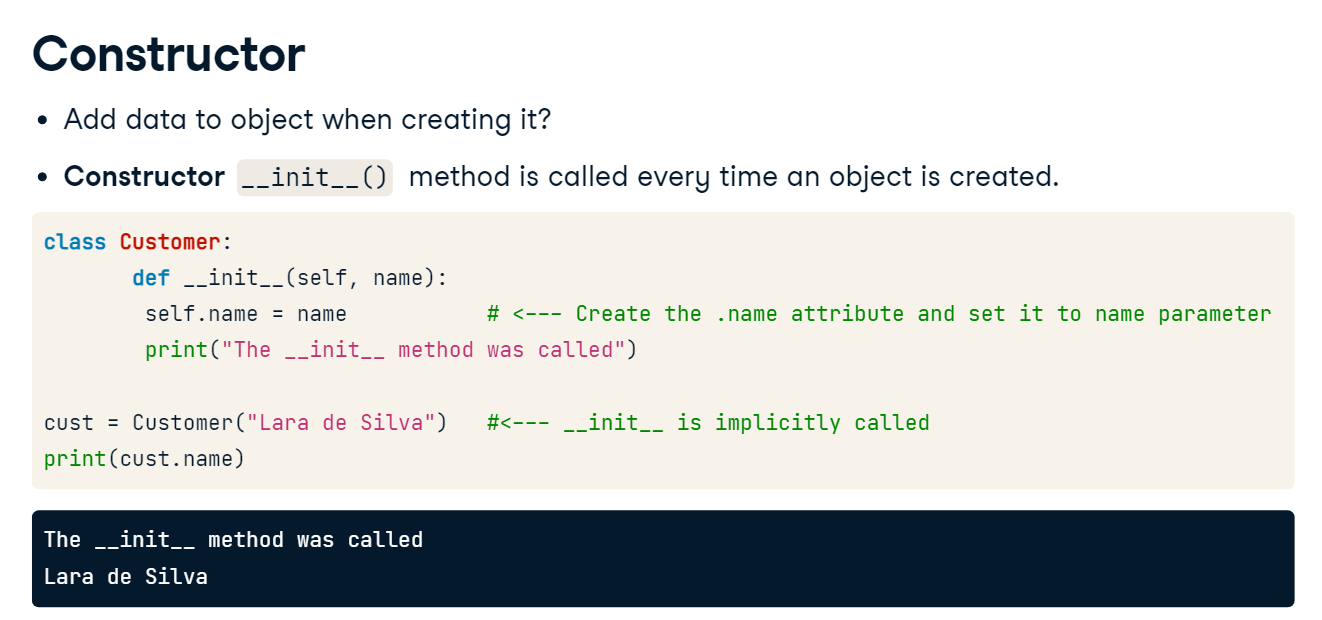 Constructor
• Add data to object when creating it?
• Constructor __init__() method is called every time an object is created.
class Customer:
       def __init__(self, name):
        self.name = name           # <--- Create the .name attribute and set it to name parameter
        print("The __init__ method was called")
cust = Customer("Lara de Silva")   #<--- __init__ is implicitly called
print(cust.name)
The __init__ method was called
Lara de Silva